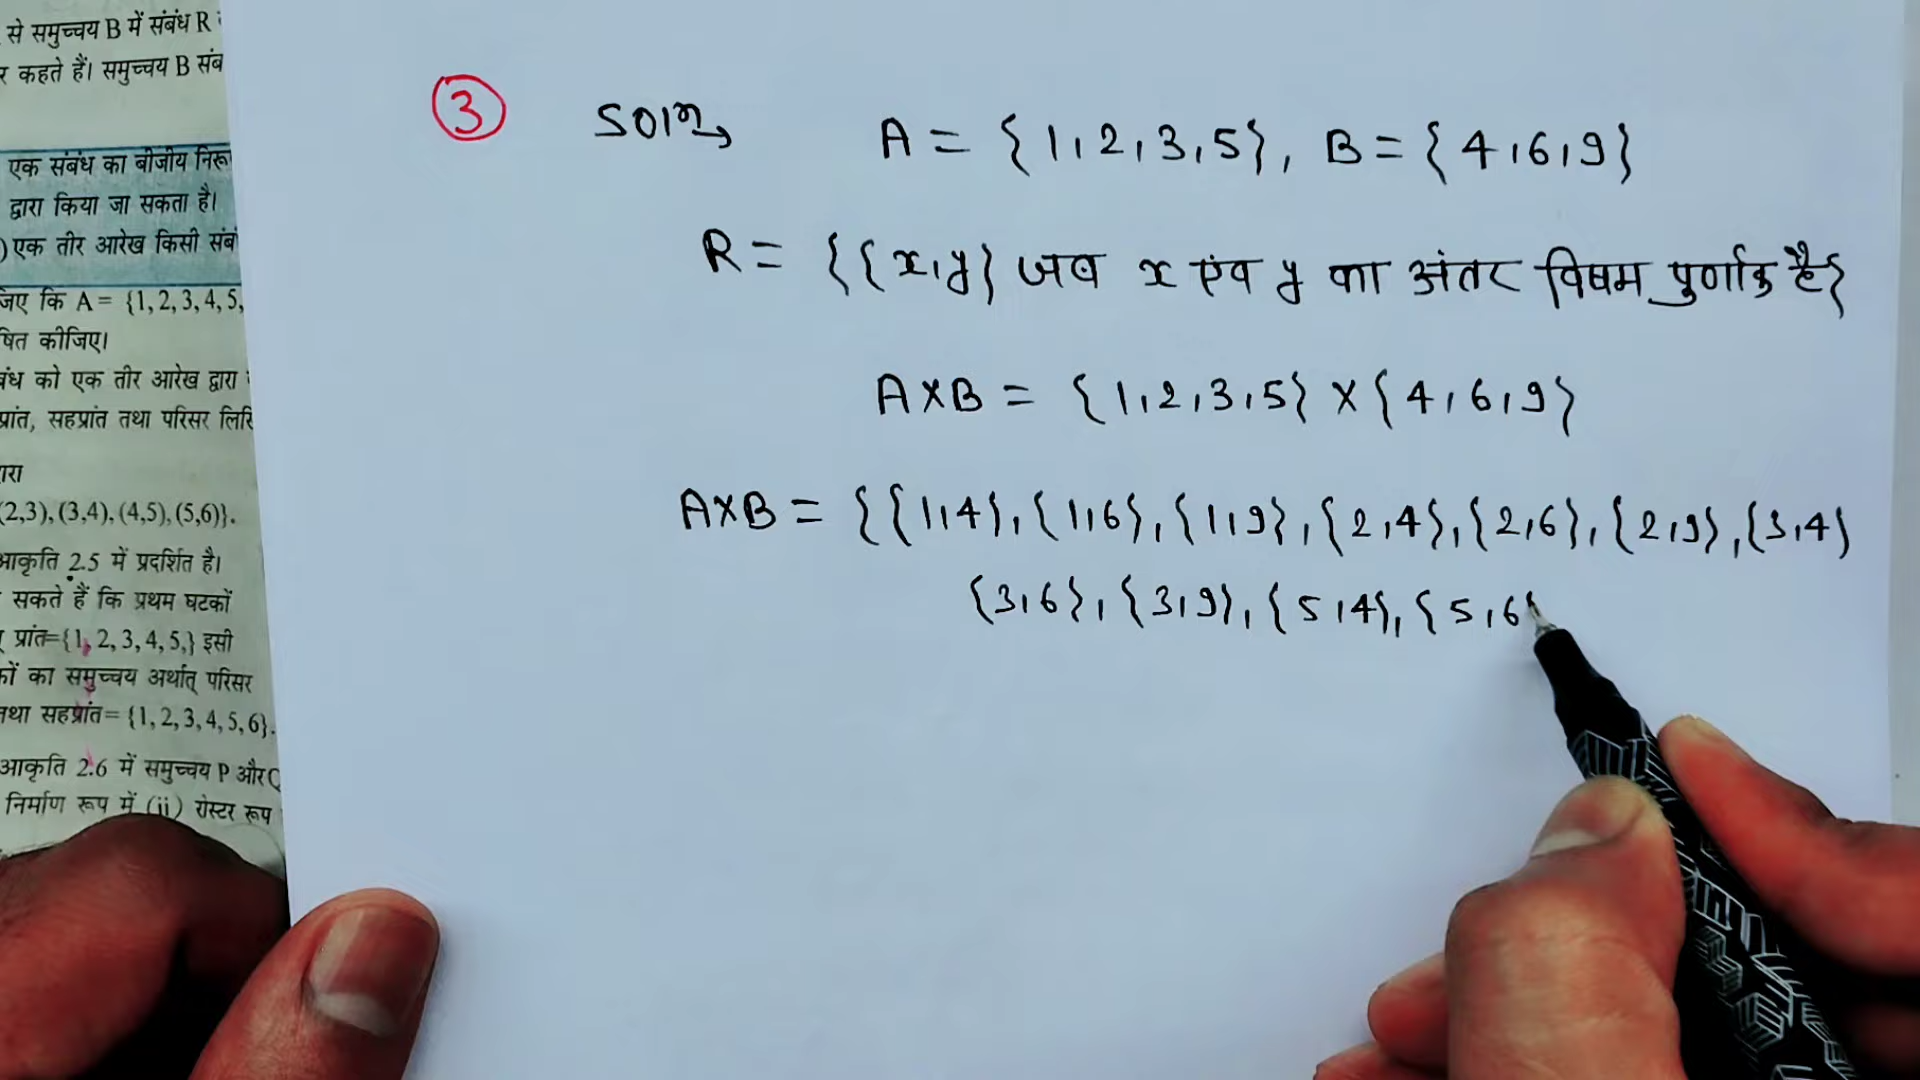 से समुच्चय B में संबंध R
र कहते हैं। समुच्चय B संब
एक संबंध का बीजीय निरू
द्वारा किया जा सकता है।
) एक तीर आरेख किसी संब
जिए कि A = {1, 2, 3, 4, 5,
षित कीजिए।
बंध को एक तीर आरेख द्वारा
प्रांत, सहप्रांत तथा परिसर लिखि
ारा
(2,3), (3,4), (4,5), (5,6)}.
आकृति 2.5 में प्रदर्शित है।
सकते हैं कि प्रथम घटकों
प्रांत={1, 2, 3, 4, 5,} इसी
कों का समुच्चय अर्थात् परिसर
तथा सहप्रांत= {1, 2, 3, 4, 5, 6}.
आकृति 2.6 में समुच्चय P और Q
निर्माण रूप में (ii) रोस्टर रूप
3 Soln→ A = {1,2,3,5}, B = {4,6,9}
R = {{x,y} जब x एंव y का अंतर विषम पुर्णांक है}
A×B = {1,2,3,5} × {4,6,9}
A×B = {{1,4},{1,6},{1,9},{2,4},{2,6},{2,9},{3,4}
{3,6},{3,9},{5,4},{5,6}